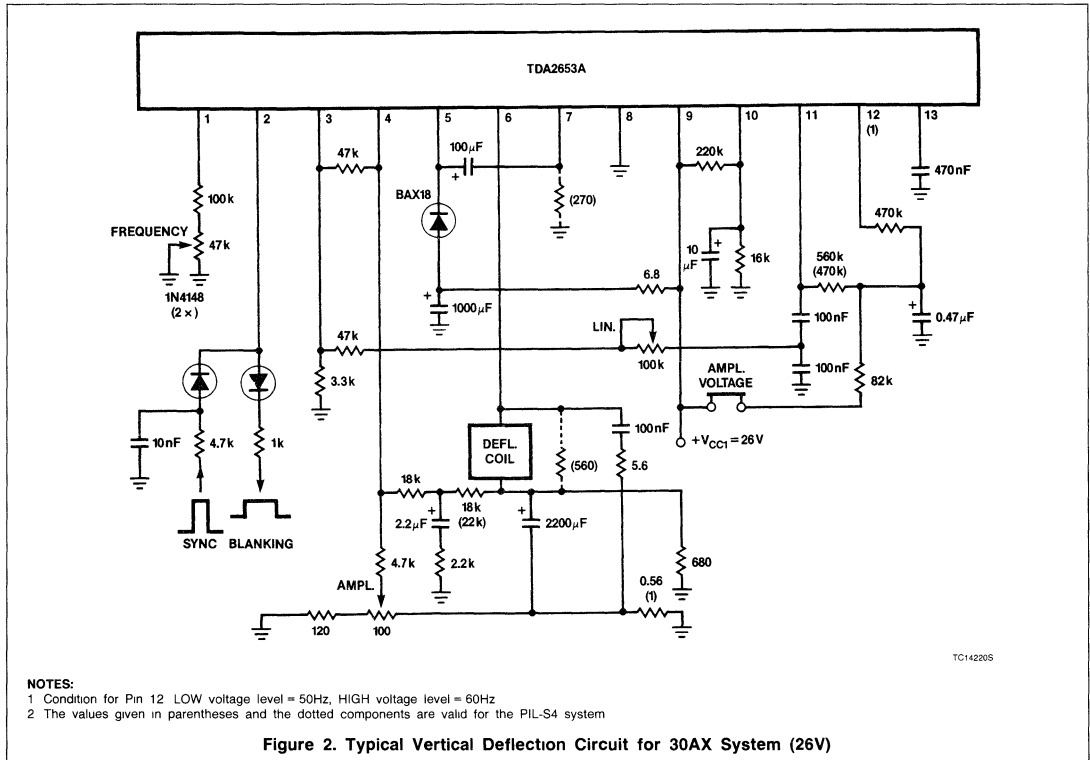 TDA2653A
1 2 3 4 5 6 7 8 9 10 11 12 13
(1)
47k
100µF
+
220k
470nF
100k
BAX18
(270)
470k
FREQUENCY
47k
10
µF
+
16k
560k
(470k)
1N4148
(2 ×)
+
1000µF
6.8
100nF
+
0.47µF
47k
LIN.
100k
100nF
AMPL.
VOLTAGE
82k
3.3k
10nF
4.7k
1k
DEFL.
COIL
(560)
100nF
5.6
+VCC1 = 26V
18k
18k
(22k)
SYNC BLANKING
2.2µF
+
+
2200µF
680
4.7k
2.2k
AMPL.
0.56
(1)
120
100
TC14220S
NOTES:
1 Condition for Pin 12 LOW voltage level = 50Hz, HIGH voltage level = 60Hz
2 The values given in parentheses and the dotted components are valid for the PIL-S4 system
Figure 2. Typical Vertical Deflection Circuit for 30AX System (26V)